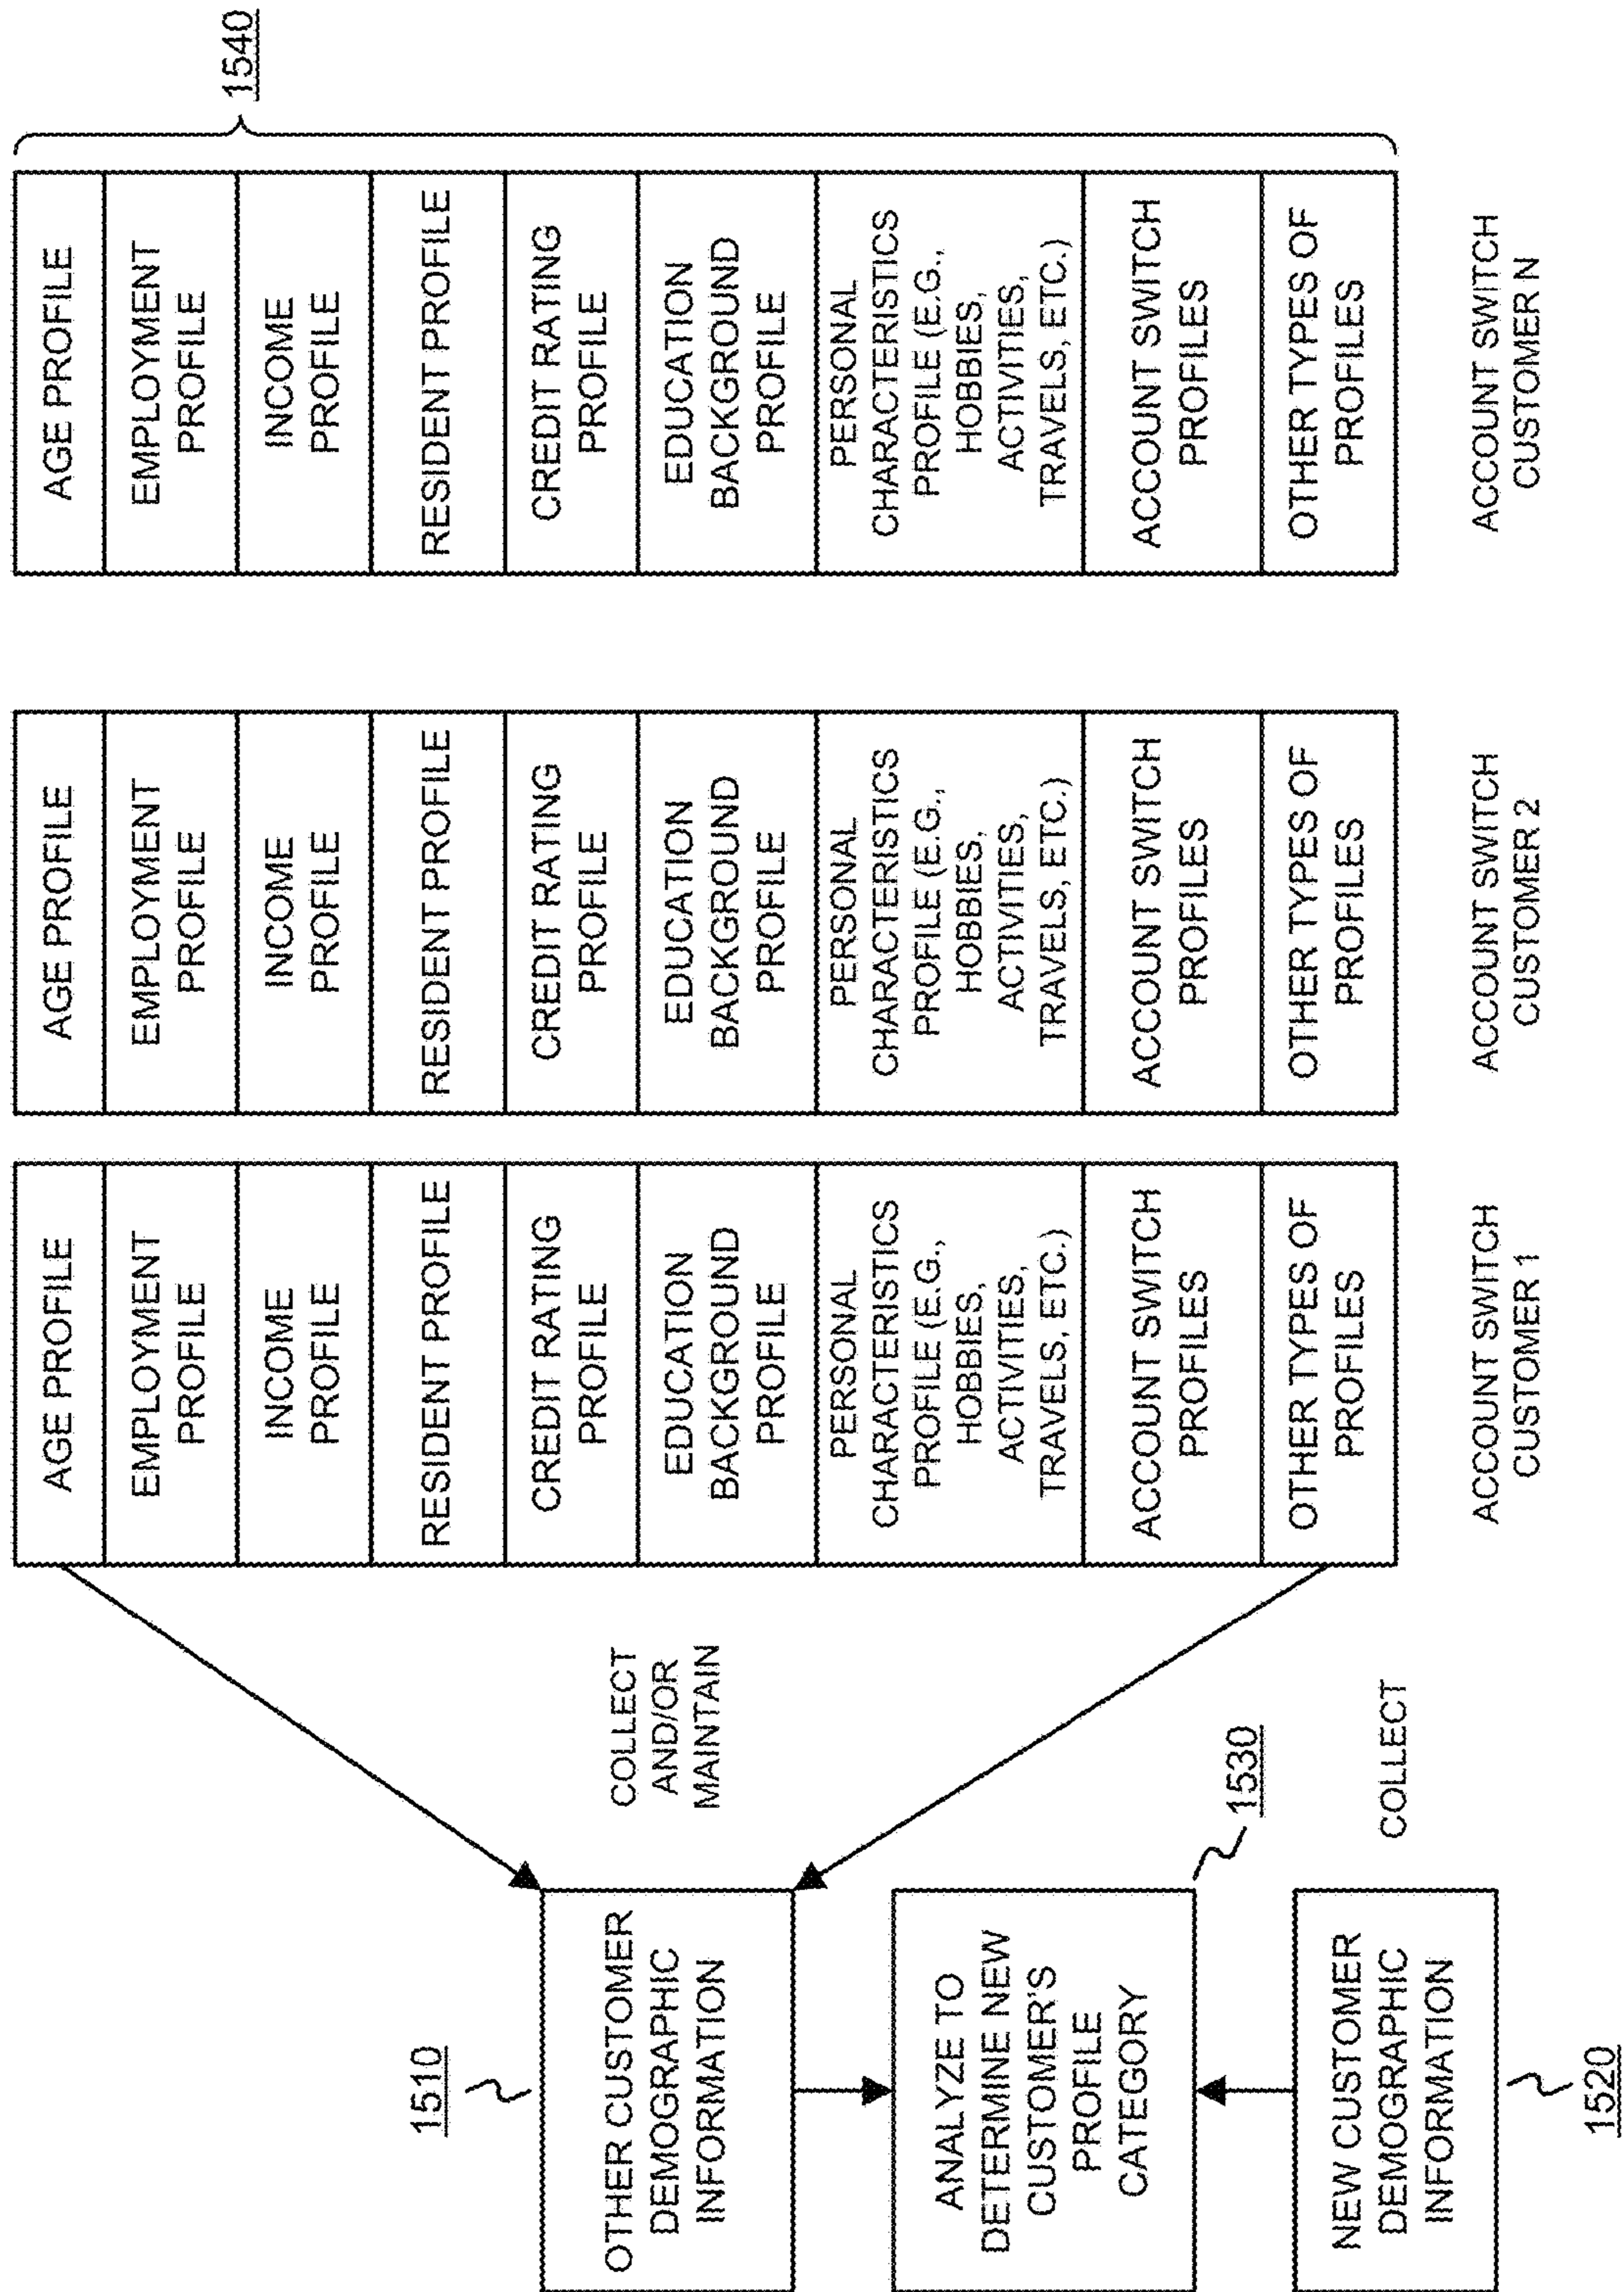 1510
OTHER CUSTOMER
DEMOGRAPHIC
INFORMATION
ANALYZE TO
DETERMINE NEW
CUSTOMER'S
PROFILE
CATEGORY
1530
NEW CUSTOMER
DEMOGRAPHIC
INFORMATION
1520
COLLECT
AND/OR
MAINTAIN
COLLECT
AGE PROFILE
EMPLOYMENT
PROFILE
INCOME
PROFILE
RESIDENT PROFILE
CREDIT RATING
PROFILE
EDUCATION
BACKGROUND
PROFILE
PERSONAL
CHARACTERISTICS
PROFILE (E.G.,
HOBBIES,
ACTIVITIES,
TRAVELS, ETC.)
ACCOUNT SWITCH
PROFILES
OTHER TYPES OF
PROFILES
ACCOUNT SWITCH
CUSTOMER 1
AGE PROFILE
EMPLOYMENT
PROFILE
INCOME
PROFILE
RESIDENT PROFILE
CREDIT RATING
PROFILE
EDUCATION
BACKGROUND
PROFILE
PERSONAL
CHARACTERISTICS
PROFILE (E.G.,
HOBBIES,
ACTIVITIES,
TRAVELS, ETC.)
ACCOUNT SWITCH
PROFILES
OTHER TYPES OF
PROFILES
ACCOUNT SWITCH
CUSTOMER 2
AGE PROFILE
EMPLOYMENT
PROFILE
INCOME
PROFILE
RESIDENT PROFILE
CREDIT RATING
PROFILE
EDUCATION
BACKGROUND
PROFILE
PERSONAL
CHARACTERISTICS
PROFILE (E.G.,
HOBBIES,
ACTIVITIES,
TRAVELS, ETC.)
ACCOUNT SWITCH
PROFILES
OTHER TYPES OF
PROFILES
ACCOUNT SWITCH
CUSTOMER N
1540